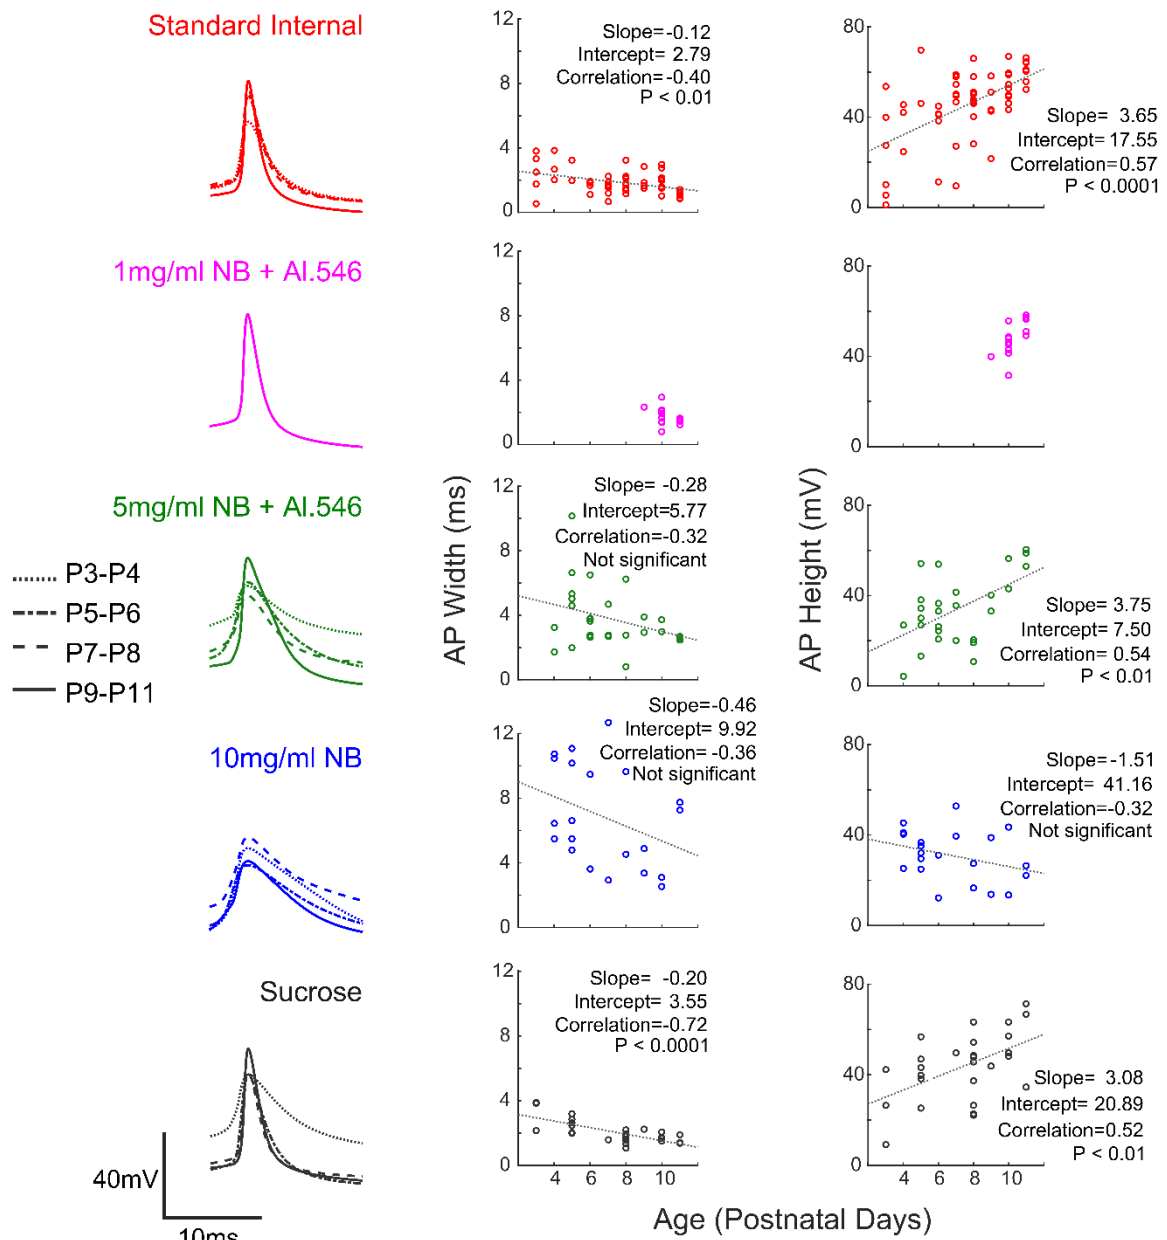 Standard Internal
12
8
4
0
Slope=-0.12
Intercept= 2.79
Correlation=-0.40
P < 0.01
80
40
0
Slope= 3.65
Intercept= 17.55
Correlation=0.57
P < 0.0001
1mg/ml NB + Al.546
12
8
4
0
80
40
0
5mg/ml NB + Al.546
P3-P4
P5-P6
P7-P8
P9-P11
AP Width (ms)
12
8
4
0
Slope= -0.28
Intercept=5.77
Correlation=-0.32
Not significant
AP Height (mV)
80
40
0
Slope= 3.75
Intercept= 7.50
Correlation= 0.54
P < 0.01
10mg/ml NB
12
8
4
0
Slope=-0.46
Intercept= 9.92
Correlation= -0.36
Not significant
80
40
0
Slope= -1.51
Intercept= 41.16
Correlation=-0.32
Not significant
Sucrose
40mV
10ms
12
8
4
0
Slope= -0.20
Intercept= 3.55
Correlation=-0.72
P < 0.0001
4 6 8 10
80
40
0
Slope= 3.08
Intercept= 20.89
Correlation=0.52
P < 0.01
4 6 8 10
Age (Postnatal Days)